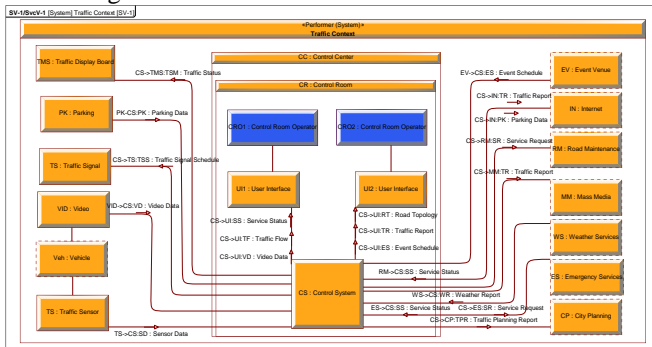 SV-1/SvcV-1 [System] Traffic Context [SV-1]
«Performer (System)»
Traffic Context
TMS : Traffic Display Board
CS->TMS:TSM : Traffic Status
CC : Control Center
EV->CS:ES : Event Schedule
EV : Event Venue
CR : Control Room
CS->IN:TR : Traffic Report
IN : Internet
PK : Parking
PK-CS:PK : Parking Data
CS->IN:PK : Parking Data
CRO1 : Control Room Operator
CRO2 : Control Room Operator
CS->RM:SR : Service Request
RM : Road Maintenance
TS : Traffic Signal
CS->TS:TSS : Traffic Signal Schedule
CS->MM:TR : Traffic Report
UI1 : User Interface
UI2 : User Interface
MM : Mass Media
VID : Video
VID->CS:VD : Video Data
CS->UI:SS : Service Status
CS->UI:RT : Road Topology
CS->UI:TR : Traffic Report
WS : Weather Services
CS->UI:TF : Traffic Flow
CS->UI:ES : Event Schedule
Veh : Vehicle
CS->UI:VD : Video Data
RM->CS:SS : Service Status
ES : Emergency Services
WS->CS:WR : Weather Report
CS : Control System
ES->CS:SS : Service Status
CS->ES:SR : Service Request
TS : Traffic Sensor
CS->CP:TPR : Traffic Planning Report
CP : City Planning
TS->CS:SD : Sensor Data